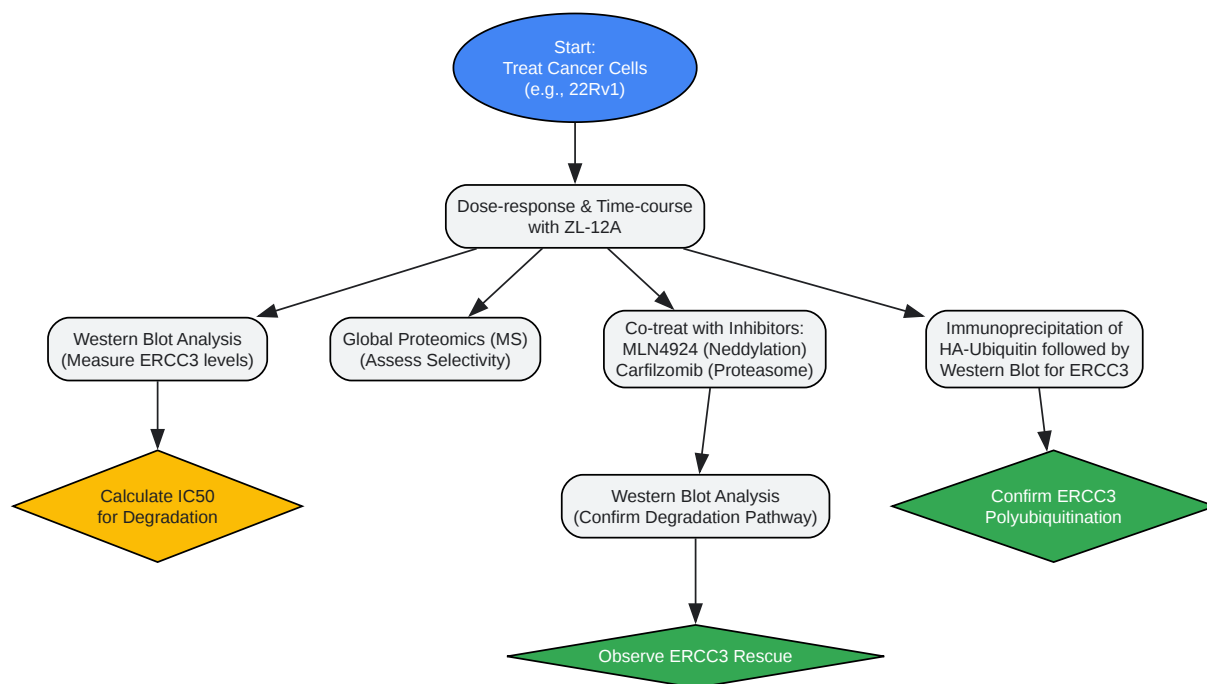 Start:
Treat Cancer Cells
(e.g., 22Rv1)
Dose-response & Time-course
with ZL-12A
Western Blot Analysis
(Measure ERCC3 levels)
Global Proteomics (MS)
(Assess Selectivity)
Co-treat with Inhibitors:
MLN4924 (Neddylation)
Carfilzomib (Proteasome)
Immunoprecipitation of
HA-Ubiquitin followed by
Western Blot for ERCC3
Calculate IC50
for Degradation
Western Blot Analysis
(Confirm Degradation Pathway)
Confirm ERCC3
Polyubiquitination
Observe ERCC3 Rescue